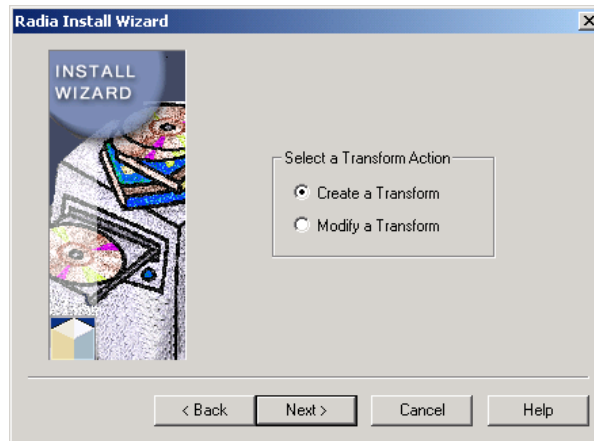 Radia Install Wizard
INSTALL
WIZARD
Select a Transform Action
Create a Transform
Modify a Transform
< Back
Next >
Cancel
Help